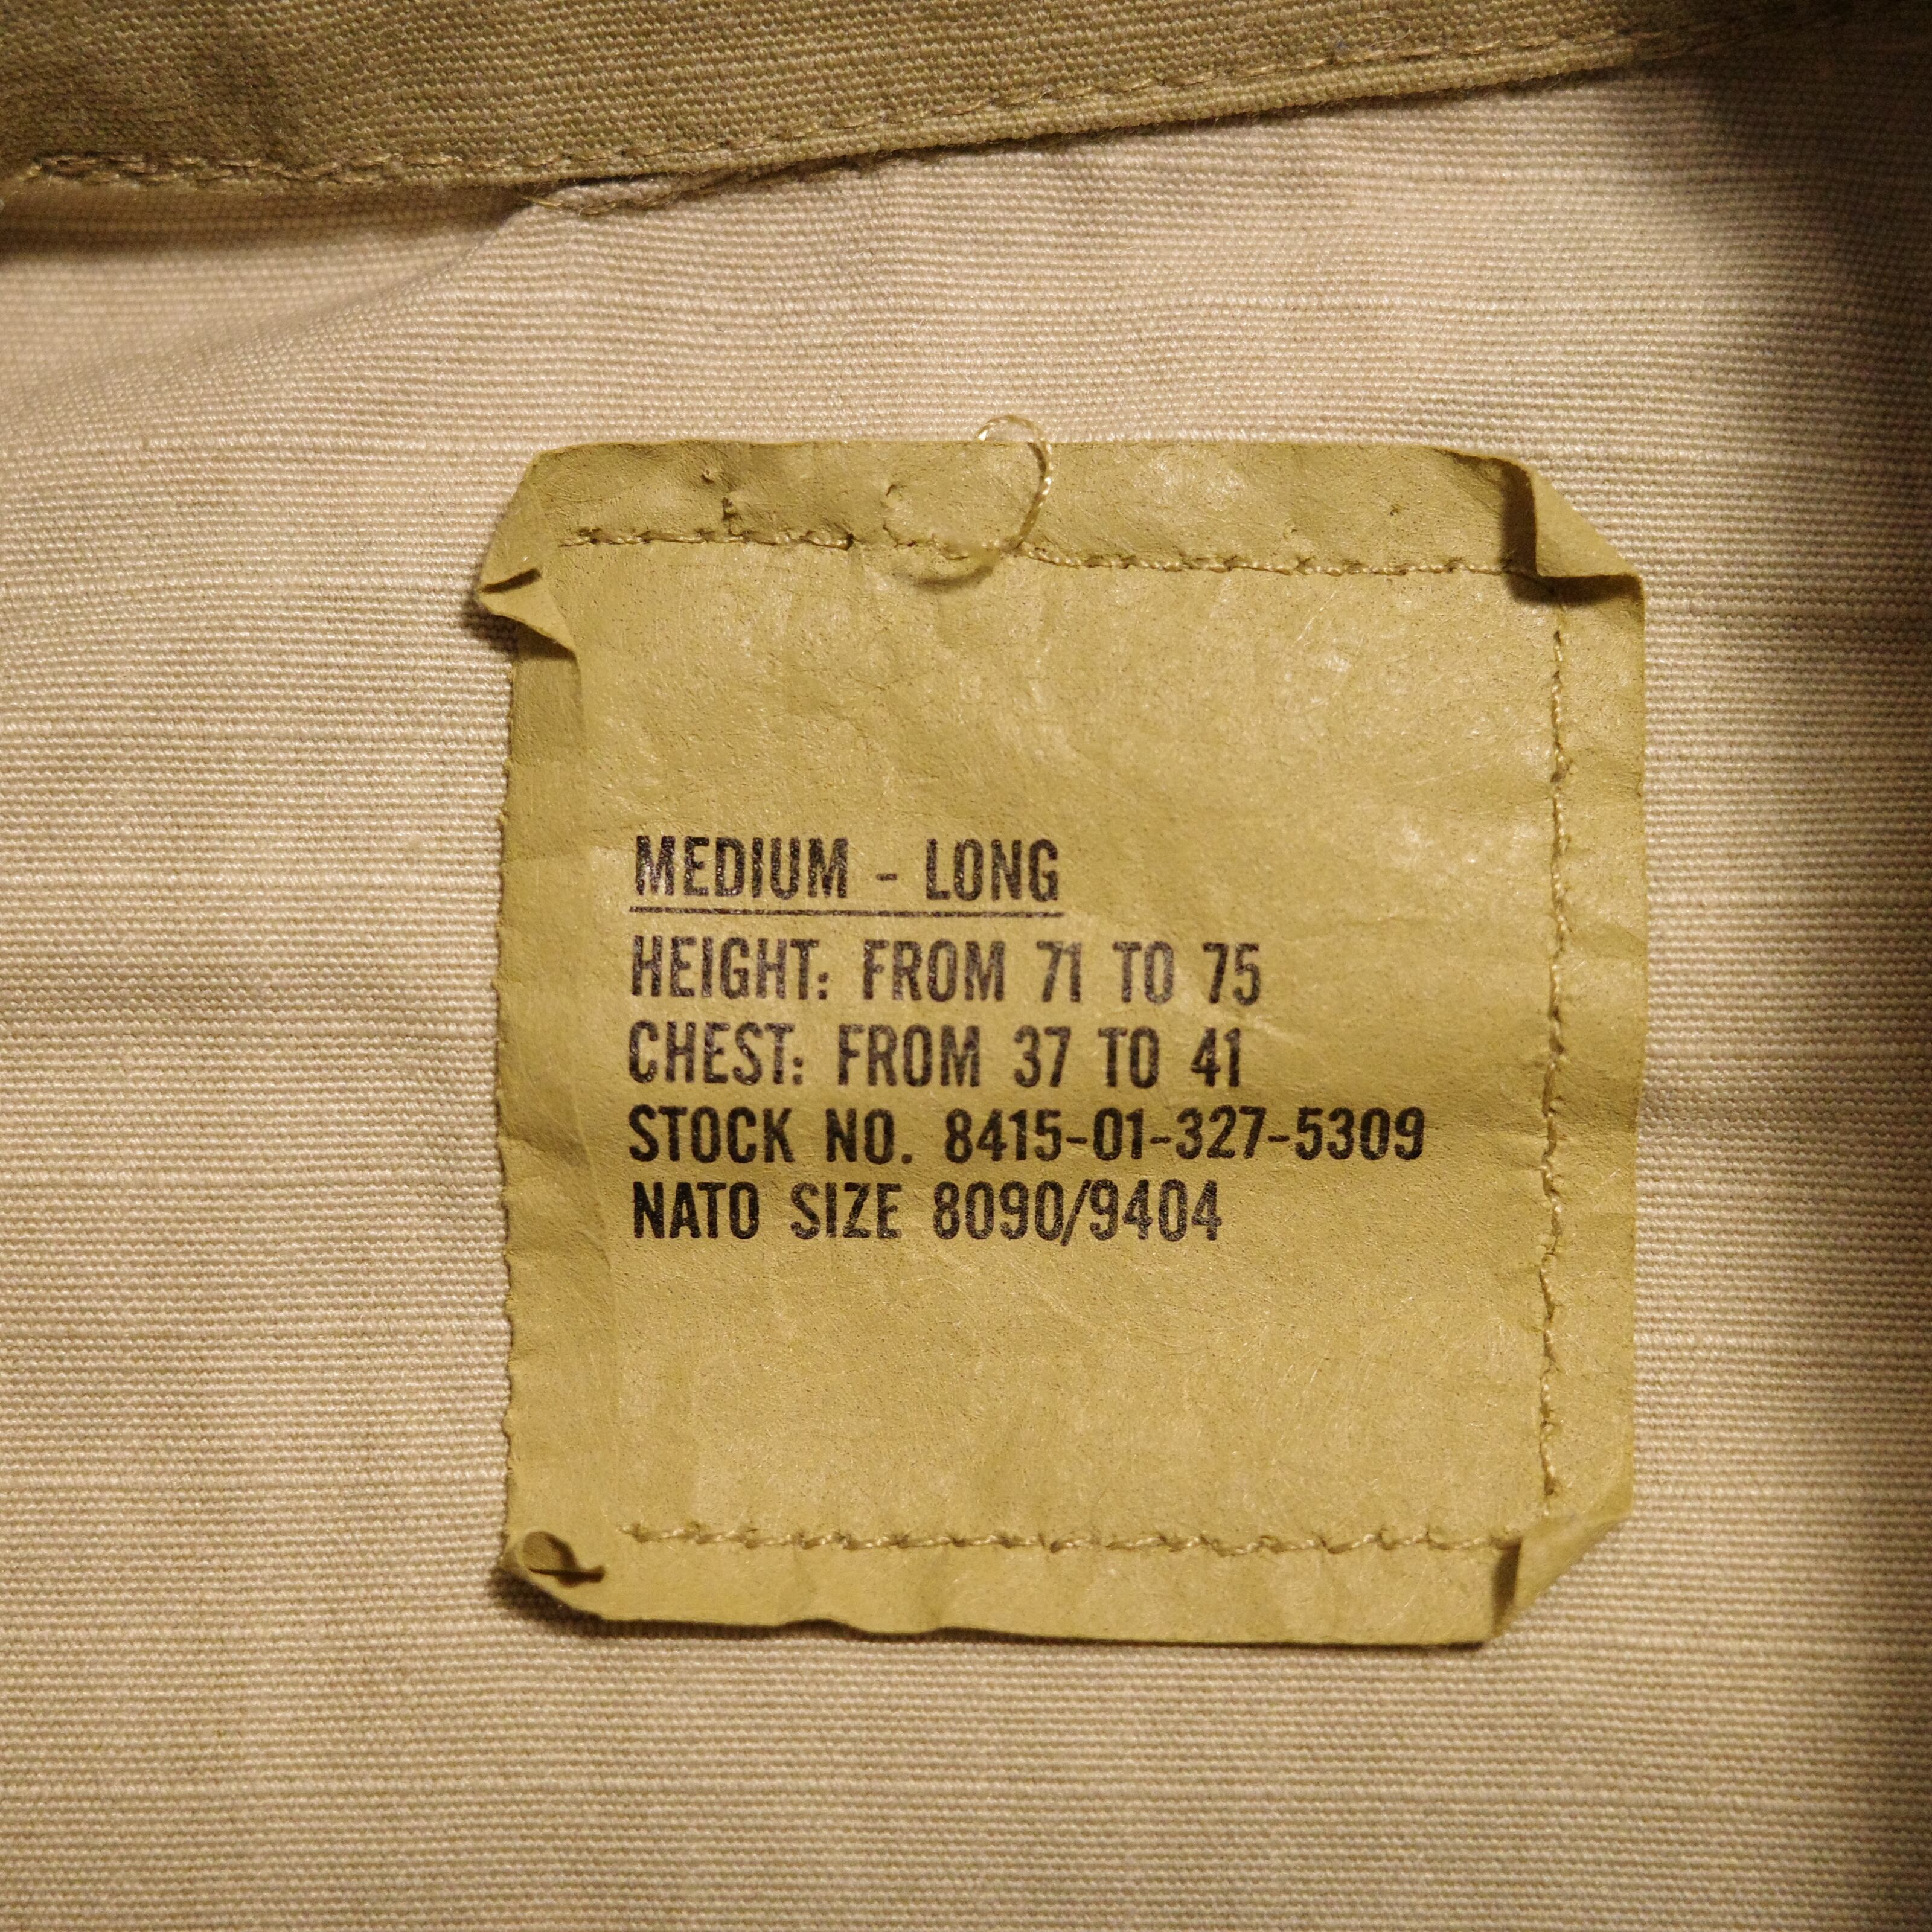 MEDIUM - LONG
HEIGHT: FROM 71 TO 75
CHEST: FROM 37 TO 41
STOCK NO. 8415-01-327-5309
NATO SIZE 8090/9404